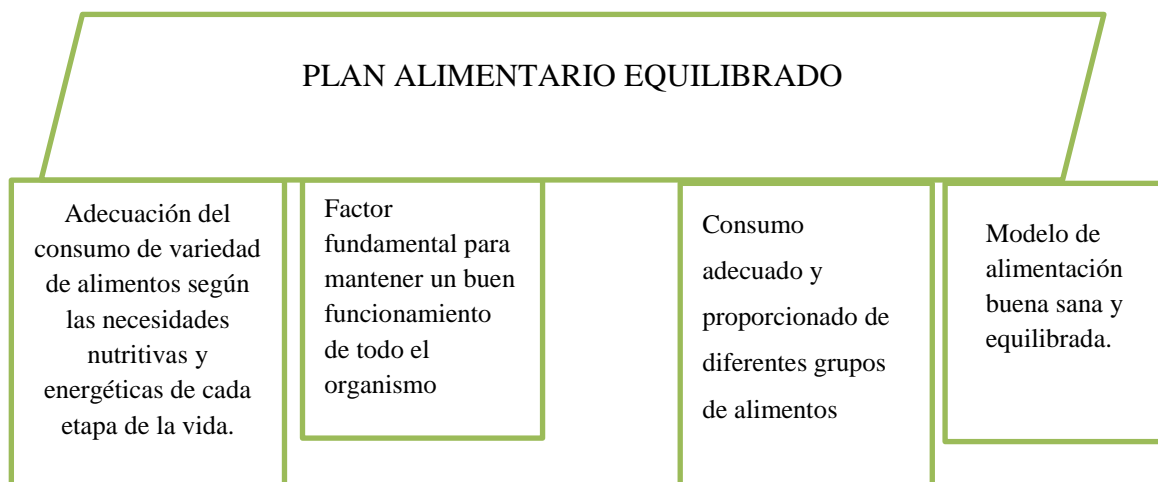 PLAN ALIMENTARIO EQUILIBRADO
Adecuación del
consumo de variedad
de alimentos según
las necesidades
nutritivas y
energéticas de cada
etapa de la vida.
Factor
fundamental para
mantener un buen
funcionamiento
de todo el
organismo
Consumo
adecuado y
proporcionado de
diferentes grupos
de alimentos
Modelo de
alimentación
buena sana y
equilibrada.